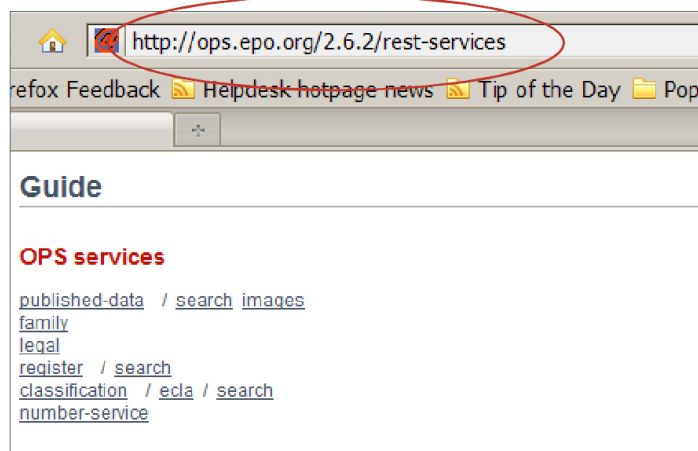 http://ops.epo.org/2.6.2/rest-services
refox Feedback Helpdesk hotpage news Tip of the Day Pop
Guide
OPS services
published-data / search images
family
legal
register / search
classification / ecla / search
number-service